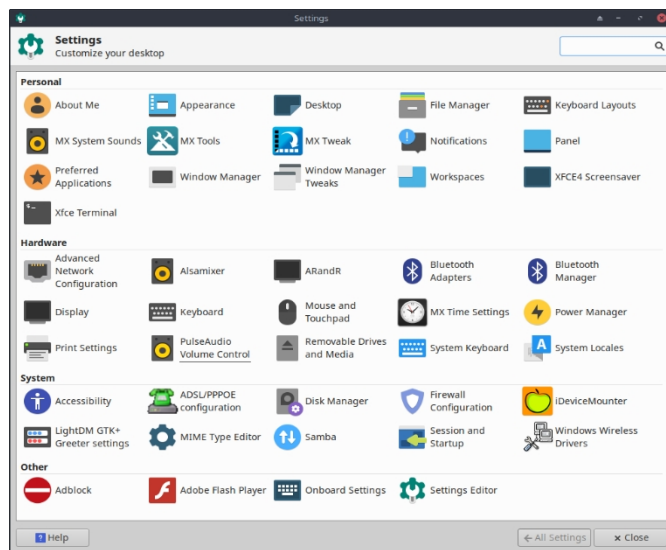 Settings
Settings
Customize your desktop
Personal
About Me
Appearance
Desktop
File Manager
Keyboard Layouts
MX System Sounds
MX Tools
MX Tweak
Notifications
Panel
Preferred
Applications
Window Manager
Window Manager
Tweaks
Workspaces
XFCE4 Screensaver
Xfce Terminal
Hardware
Advanced
Network
Configuration
Alsamixer
ARandR
Bluetooth
Adapters
Bluetooth
Manager
Display
Keyboard
Mouse and
Touchpad
MX Time Settings
Power Manager
Print Settings
PulseAudio
Volume Control
Removable Drives
and Media
System Keyboard
System Locales
System
Accessibility
ADSL/PPPOE
configuration
Disk Manager
Firewall
Configuration
iDeviceMounter
LightDM GTK+
Greeter settings
MIME Type Editor
Samba
Session and
Startup
Windows Wireless
Drivers
Other
Adblock
Adobe Flash Player
Onboard Settings
Settings Editor
? Help
← All Settings
× Close